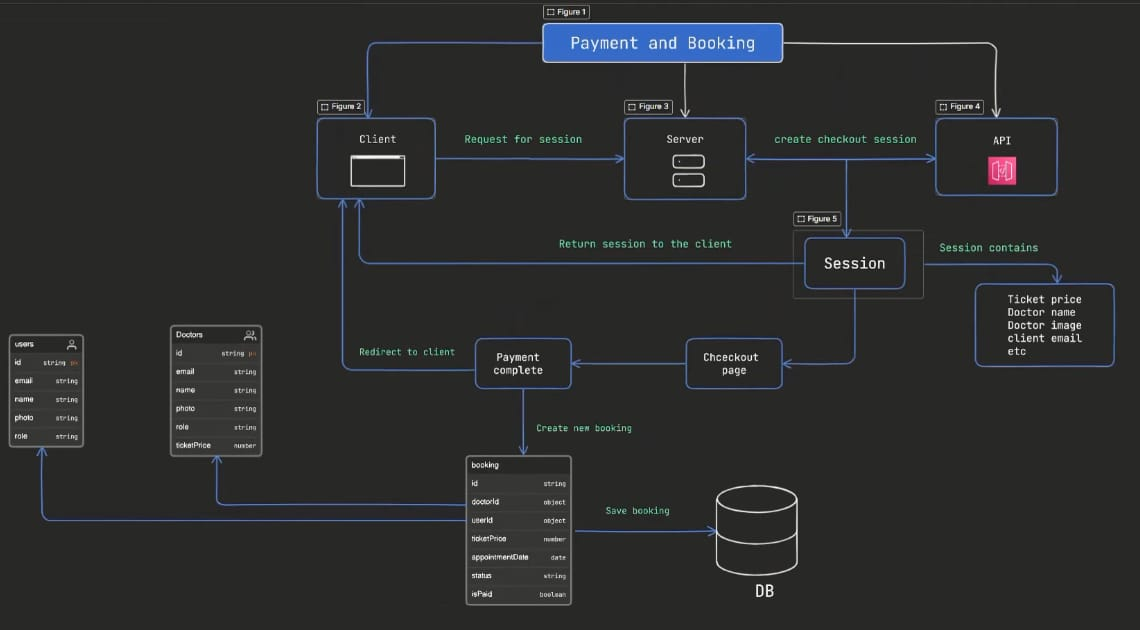 Figure 1
Payment and Booking
Figure 2
Figure 3
Figure 4
Client
Request for session
Server
create checkout session
API
Figure 5
Return session to the client
Session
Session contains
Ticket price
Doctor name
Doctor image
client email
etc
users
id string pk
email string
name string
photo string
role string
Doctors
id string pk
email string
name string
photo string
role string
ticketPrice number
Redirect to client
Payment
complete
Chceckout
page
Create new booking
booking
id string
doctorId object
userId object
ticketPrice number
appointmentDate date
status string
isPaid boolean
Save booking
DB